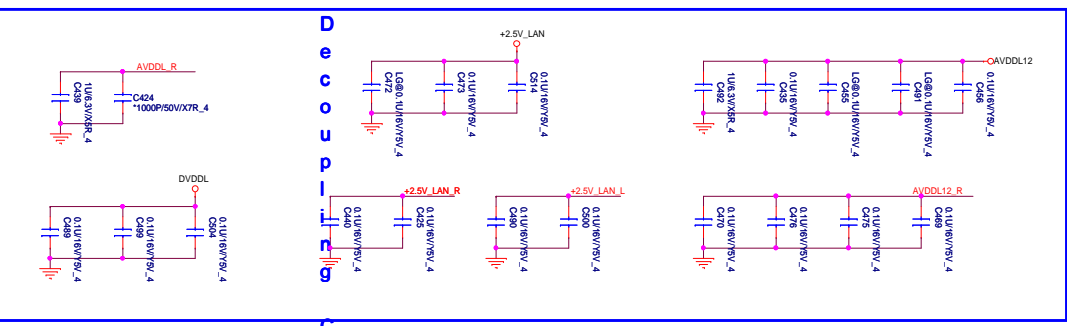 Decoupling
AVDDL_R
C439
1U/6.3V/X5R_4
C424
*1000P/50V/X7R_4
+2.5V_LAN
C472
LG@0.1U/16V/Y5V_4
C473
0.1U/16V/Y5V_4
C514
0.1U/16V/Y5V_4
AVDDL12
C492
1U/6.3V/X5R_4
C435
0.1U/16V/Y5V_4
C455
LG@0.1U/16V/Y5V_4
C491
LG@0.1U/16V/Y5V_4
C456
0.1U/16V/Y5V_4
DVDDL
C489
0.1U/16V/Y5V_4
C499
0.1U/16V/Y5V_4
C504
0.1U/16V/Y5V_4
+2.5V_LAN_R
C440
0.1U/16V/Y5V_4
C425
0.1U/16V/Y5V_4
+2.5V_LAN_L
C490
0.1U/16V/Y5V_4
C500
0.1U/16V/Y5V_4
AVDDL12_R
C470
0.1U/16V/Y5V_4
C476
0.1U/16V/Y5V_4
C475
0.1U/16V/Y5V_4
C469
0.1U/16V/Y5V_4